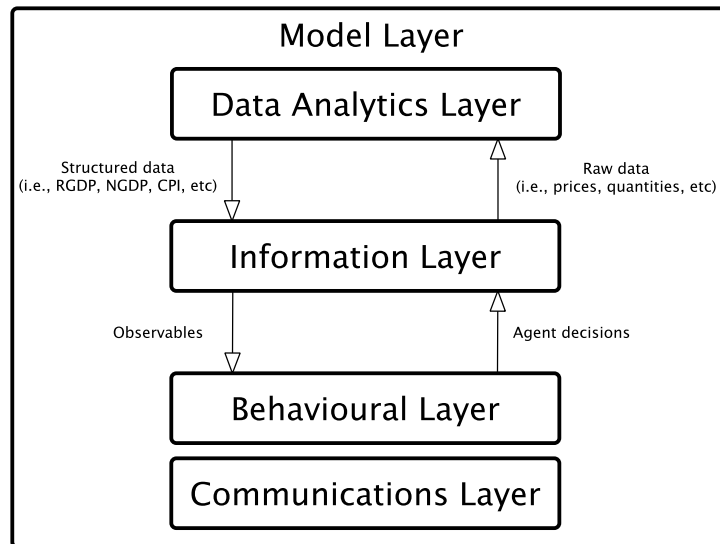 Model Layer
Data Analytics Layer
Structured data
(i.e., RGDP, NGDP, CPI, etc)
Raw data
(i.e., prices, quantities, etc)
Information Layer
Observables
Agent decisions
Behavioural Layer
Communications Layer